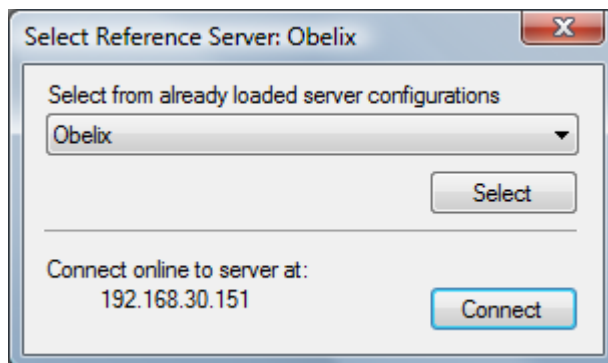 Select Reference Server: Obelix
Select from already loaded server configurations
Obelix
Select
Connect online to server at:
192.168.30.151
Connect